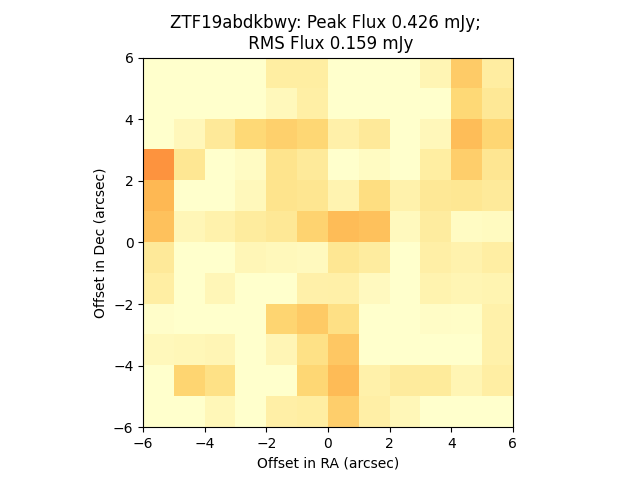 ZTF19abdkbwy: Peak Flux 0.426 mJy;
RMS Flux 0.159 mJy
6
4
2
0
−2
−4
−6
Offset in Dec (arcsec)
−6 −4 −2 0 2 4 6
Offset in RA (arcsec)